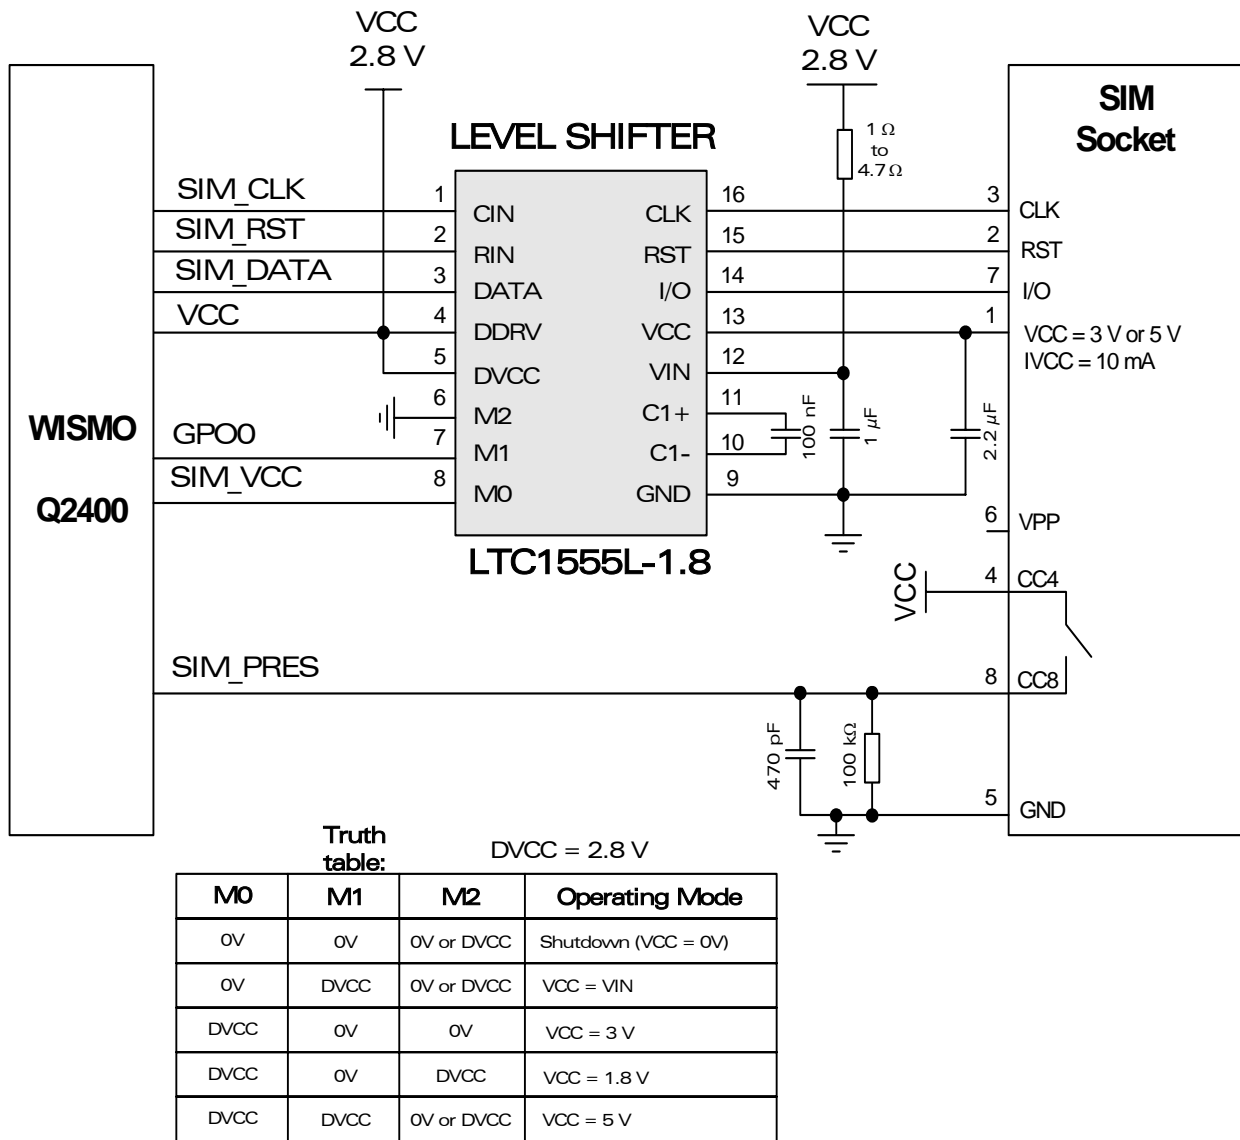 VCC
2.8 V
VCC
2.8 V
LEVEL SHIFTER
1 Ω
to
4.7Ω
SIM
Socket
WISMO
Q2400
SIM_CLK
SIM_RST
SIM_DATA
VCC
GPO0
SIM_VCC
SIM_PRES
1 CIN
2 RIN
3 DATA
4 DDRV
5 DVCC
6 M2
7 M1
8 M0
CLK 16
RST 15
I/O 14
VCC 13
VIN 12
C1+ 11
C1- 10
GND 9
LTC1555L-1.8
100 nF
1 µF
2.2 µF
3 CLK
2 RST
7 I/O
1 VCC = 3 V or 5 V
IVCC = 10 mA
6 VPP
VCC
4 CC4
8 CC8
5 GND
470 pF
100 kΩ
Truth
table:
DVCC = 2.8 V
M0 M1 M2 Operating Mode
0V 0V 0V or DVCC Shutdown (VCC = 0V)
0V DVCC 0V or DVCC VCC = VIN
DVCC 0V 0V VCC = 3 V
DVCC 0V DVCC VCC = 1.8 V
DVCC DVCC 0V or DVCC VCC = 5 V